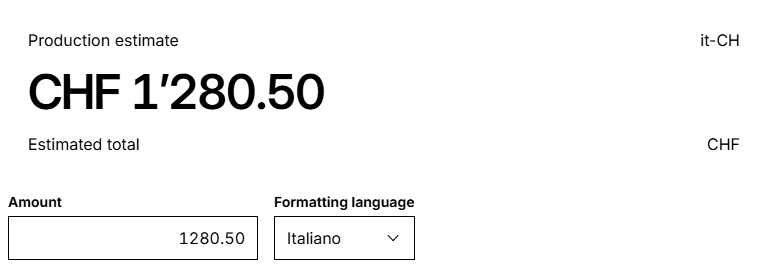 Production estimate it-CH
CHF 1’280.50
Estimated total CHF
Amount Formatting language
1280.50 Italiano